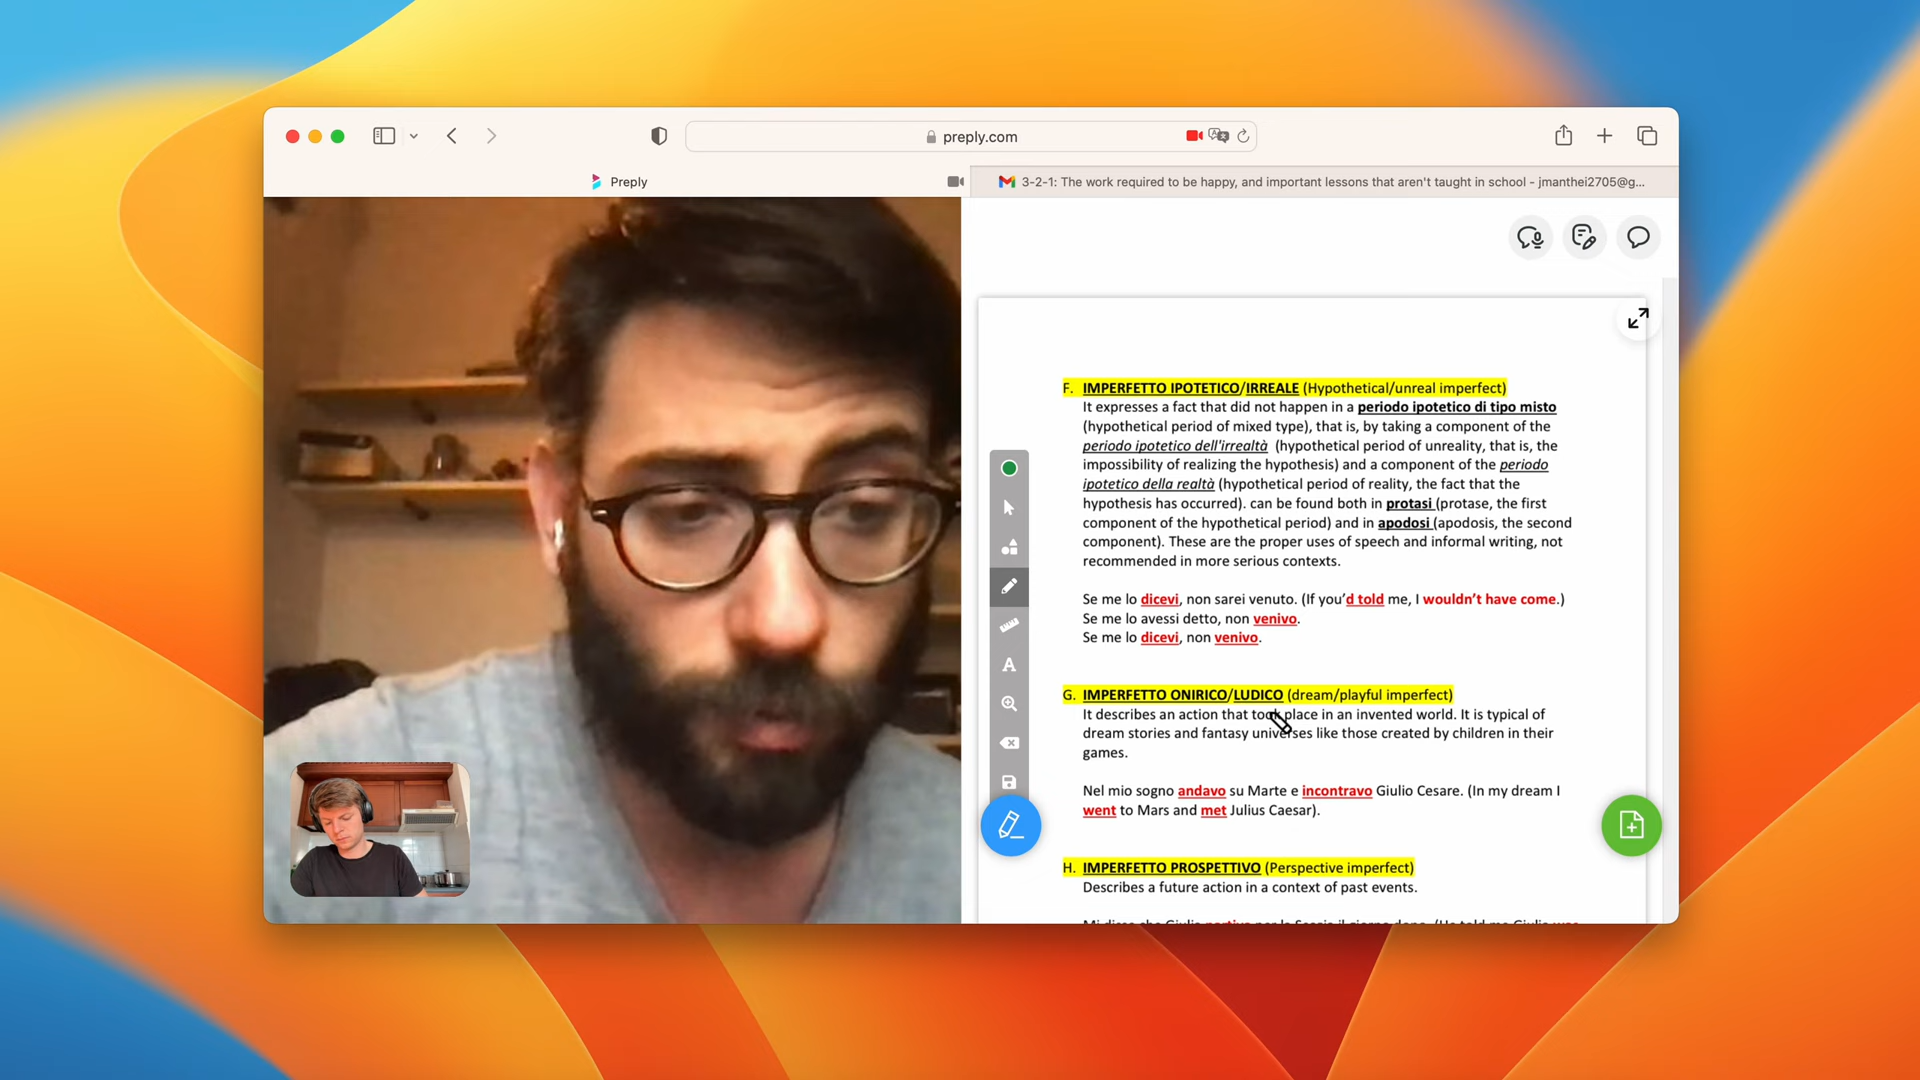 preply.com
Preply
3-2-1: The work required to be happy, and important lessons that aren't taught in school - jmanthei2705@g...
F. IMPERFETTO IPOTETICO/IRREALE (Hypothetical/unreal imperfect)
It expresses a fact that did not happen in a periodo ipotetico di tipo misto
(hypothetical period of mixed type), that is, by taking a component of the
periodo ipotetico dell'irrealtà (hypothetical period of unreality, that is, the
impossibility of realizing the hypothesis) and a component of the periodo
ipotetico della realtà (hypothetical period of reality, the fact that the
hypothesis has occurred). can be found both in protasi (protase, the first
component of the hypothetical period) and in apodosi (apodosis, the second
component). These are the proper uses of speech and informal writing, not
recommended in more serious contexts.
Se me lo dicevi, non sarei venuto. (If you'd told me, I wouldn't have come.)
Se me lo avessi detto, non venivo.
Se me lo dicevi, non venivo.
G. IMPERFETTO ONIRICO/LUDICO (dream/playful imperfect)
It describes an action that took place in an invented world. It is typical of
dream stories and fantasy universes like those created by children in their
games.
Nel mio sogno andavo su Marte e incontravo Giulio Cesare. (In my dream I
went to Mars and met Julius Caesar).
H. IMPERFETTO PROSPETTIVO (Perspective imperfect)
Describes a future action in a context of past events.
A